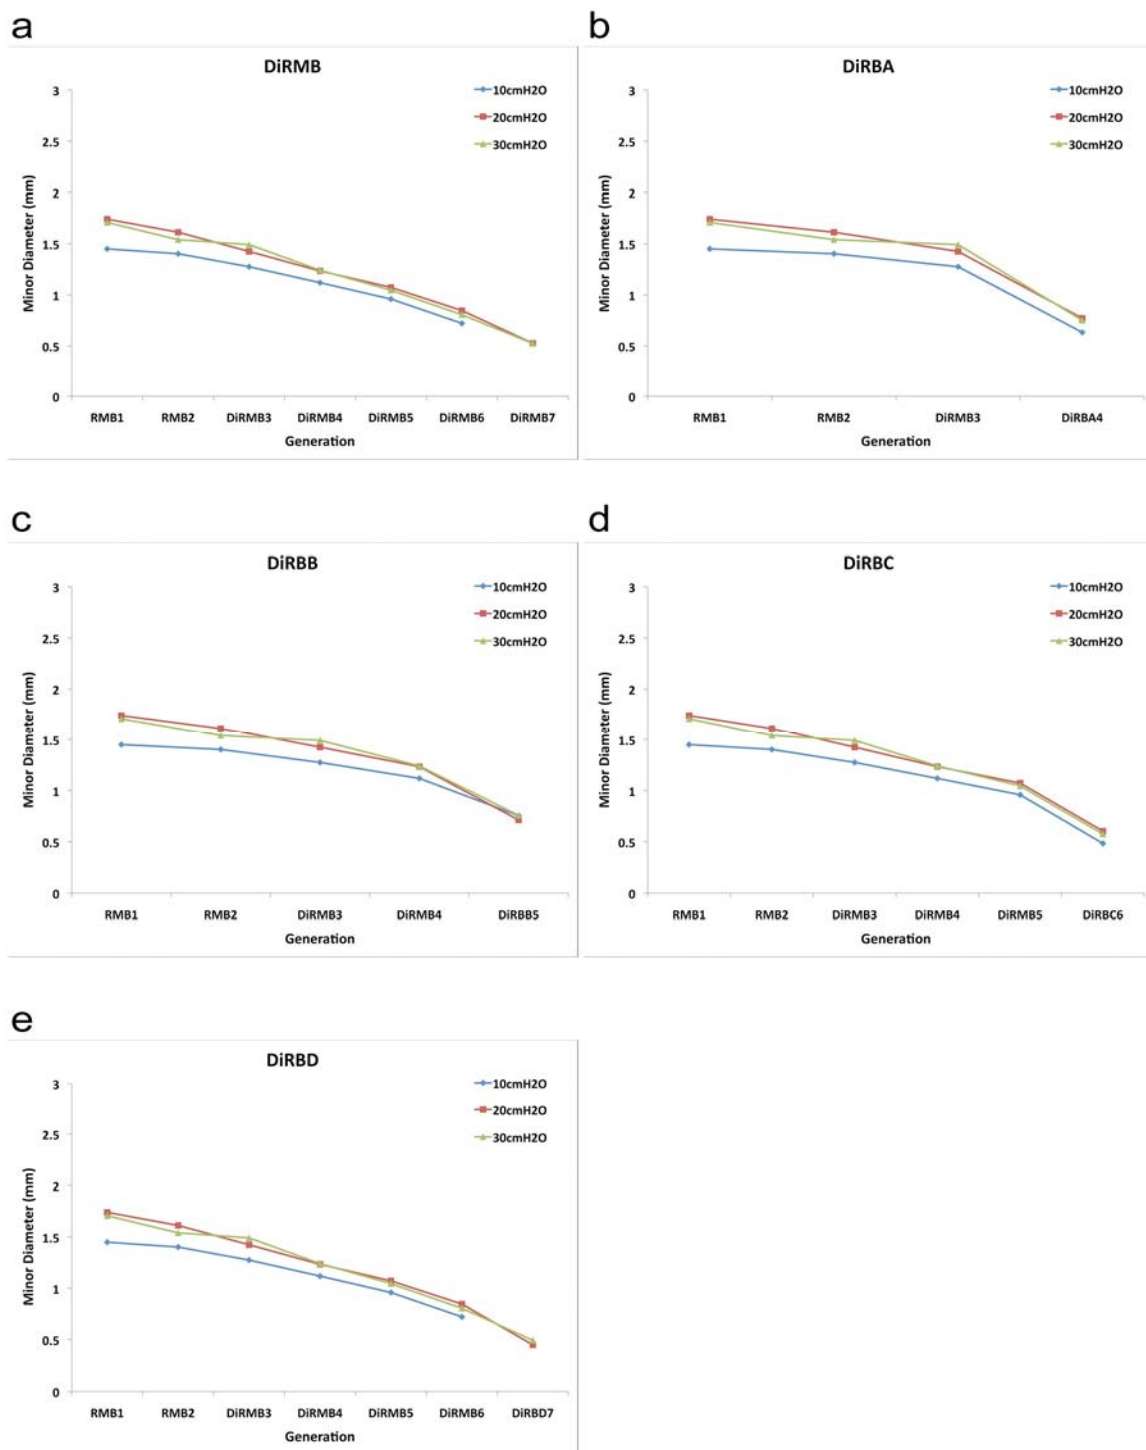 a
DiRMB
3
2.5
2
1.5
1
0.5
0
Minor Diameter (mm)
10cmH2O
20cmH2O
30cmH2O
RMB1 RMB2 DiRMB3 DiRMB4 DiRMB5 DiRMB6 DiRMB7
Generation
b
DiRBA
3
2.5
2
1.5
1
0.5
0
Minor Diameter (mm)
10cmH2O
20cmH2O
30cmH2O
RMB1 RMB2 DiRMB3 DiRBA4
Generation
c
DiRBB
3
2.5
2
1.5
1
0.5
0
Minor Diameter (mm)
10cmH2O
20cmH2O
30cmH2O
RMB1 RMB2 DiRMB3 DiRMB4 DiRBB5
Generation
d
DiRBC
3
2.5
2
1.5
1
0.5
0
Minor Diameter (mm)
10cmH2O
20cmH2O
30cmH2O
RMB1 RMB2 DiRMB3 DiRMB4 DiRMB5 DiRBC6
Generation
e
DiRBD
3
2.5
2
1.5
1
0.5
0
Minor Diameter (mm)
10cmH2O
20cmH2O
30cmH2O
RMB1 RMB2 DiRMB3 DiRMB4 DiRMB5 DiRMB6 DiRBD7
Generation